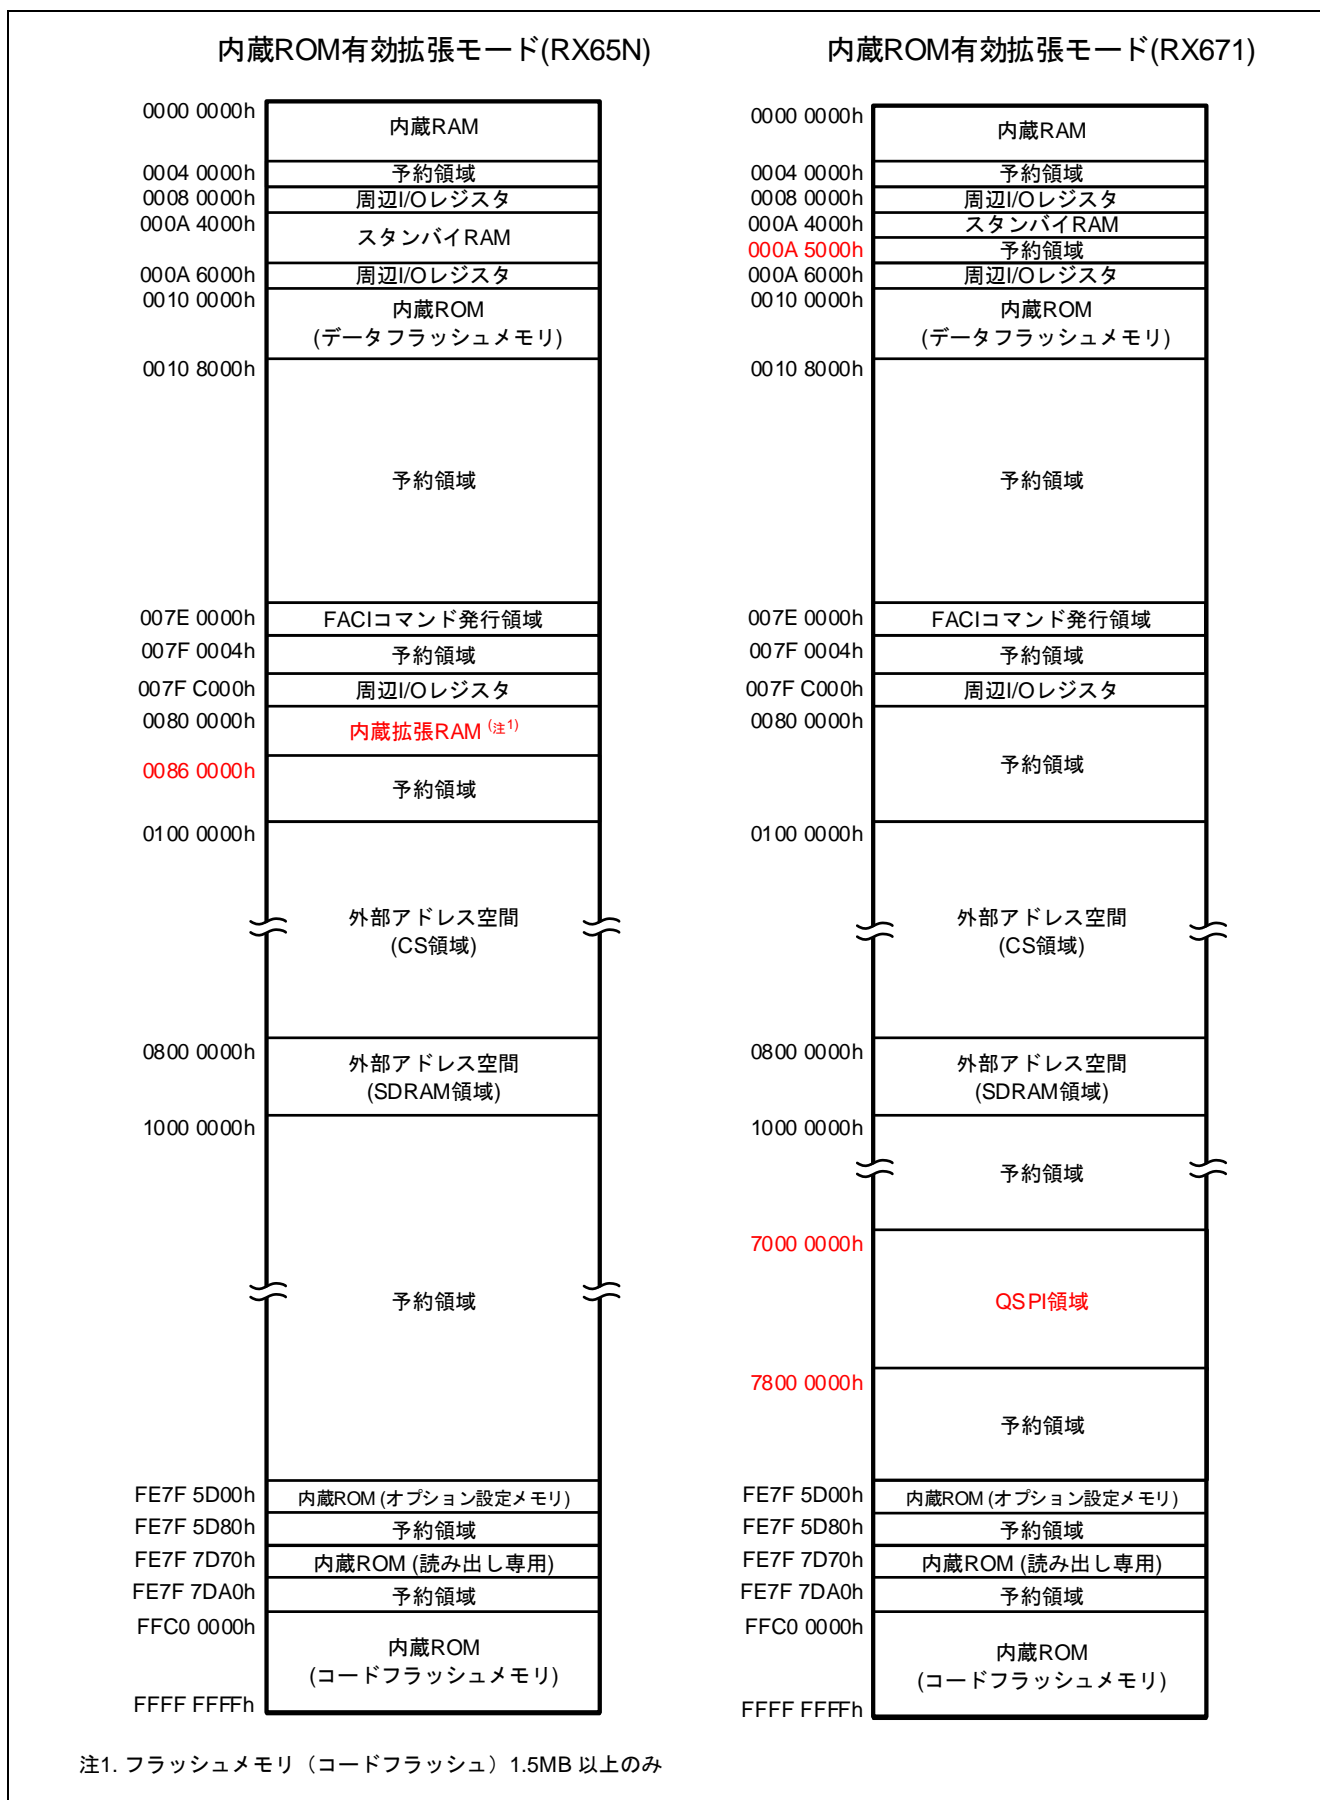 内蔵ROM有効拡張モード(RX65N)
0000 0000h
内蔵RAM
0004 0000h
予約領域
0008 0000h
周辺I/Oレジスタ
000A 4000h
スタンバイRAM
000A 6000h
周辺I/Oレジスタ
0010 0000h
内蔵ROM
(データフラッシュメモリ)
0010 8000h
予約領域
007E 0000h
FACIコマンド発行領域
007F 0004h
予約領域
007F C000h
周辺I/Oレジスタ
0080 0000h
内蔵拡張RAM (注1)
0086 0000h
予約領域
0100 0000h
外部アドレス空間
(CS領域)
0800 0000h
外部アドレス空間
(SDRAM領域)
1000 0000h
予約領域
FE7F 5D00h
内蔵ROM (オプション設定メモリ)
FE7F 5D80h
予約領域
FE7F 7D70h
内蔵ROM (読み出し専用)
FE7F 7DA0h
予約領域
FFC0 0000h
内蔵ROM
(コードフラッシュメモリ)
FFFF FFFFh
内蔵ROM有効拡張モード(RX671)
0000 0000h
内蔵RAM
0004 0000h
予約領域
0008 0000h
周辺I/Oレジスタ
000A 4000h
スタンバイRAM
000A 5000h
予約領域
000A 6000h
周辺I/Oレジスタ
0010 0000h
内蔵ROM
(データフラッシュメモリ)
0010 8000h
予約領域
007E 0000h
FACIコマンド発行領域
007F 0004h
予約領域
007F C000h
周辺I/Oレジスタ
0080 0000h
予約領域
0100 0000h
外部アドレス空間
(CS領域)
0800 0000h
外部アドレス空間
(SDRAM領域)
1000 0000h
予約領域
7000 0000h
QSPI領域
7800 0000h
予約領域
FE7F 5D00h
内蔵ROM (オプション設定メモリ)
FE7F 5D80h
予約領域
FE7F 7D70h
内蔵ROM (読み出し専用)
FE7F 7DA0h
予約領域
FFC0 0000h
内蔵ROM
(コードフラッシュメモリ)
FFFF FFFFh
注1. フラッシュメモリ（コードフラッシュ）1.5MB 以上のみ